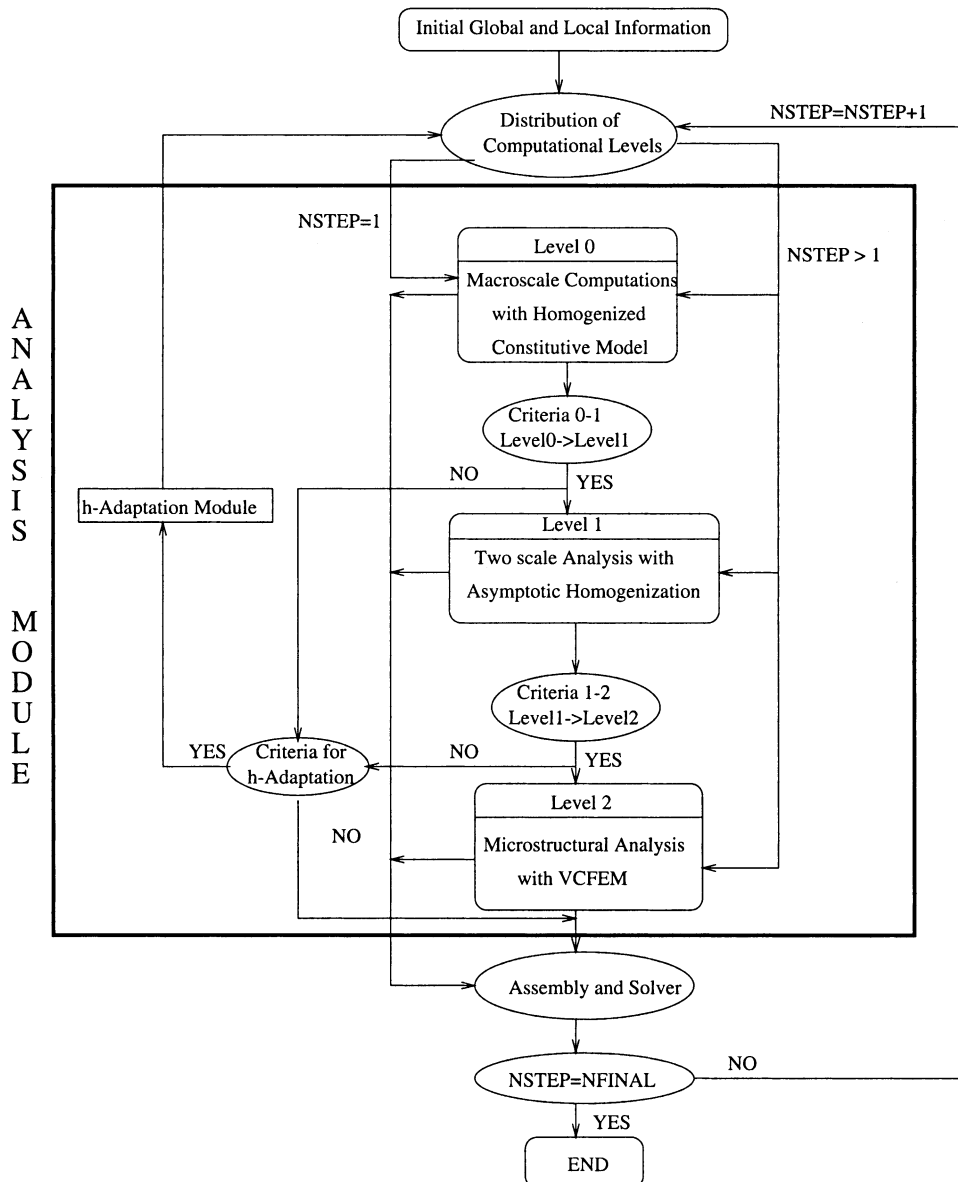 Initial Global and Local Information
NSTEP=NSTEP+1
Distribution of
Computational Levels
NSTEP=1
NSTEP > 1
Level 0
Macroscale Computations
with Homogenized
Constitutive Model
Criteria 0-1
Level0->Level1
NO
YES
h-Adaptation Module
Level 1
Two scale Analysis with
Asymptotic Homogenization
Criteria 1-2
Level1->Level2
YES
Criteria for
h-Adaptation
NO
YES
Level 2
NO
Microstructural Analysis
with VCFEM
ANALYSIS MODULE
Assembly and Solver
NSTEP=NFINAL
NO
YES
END